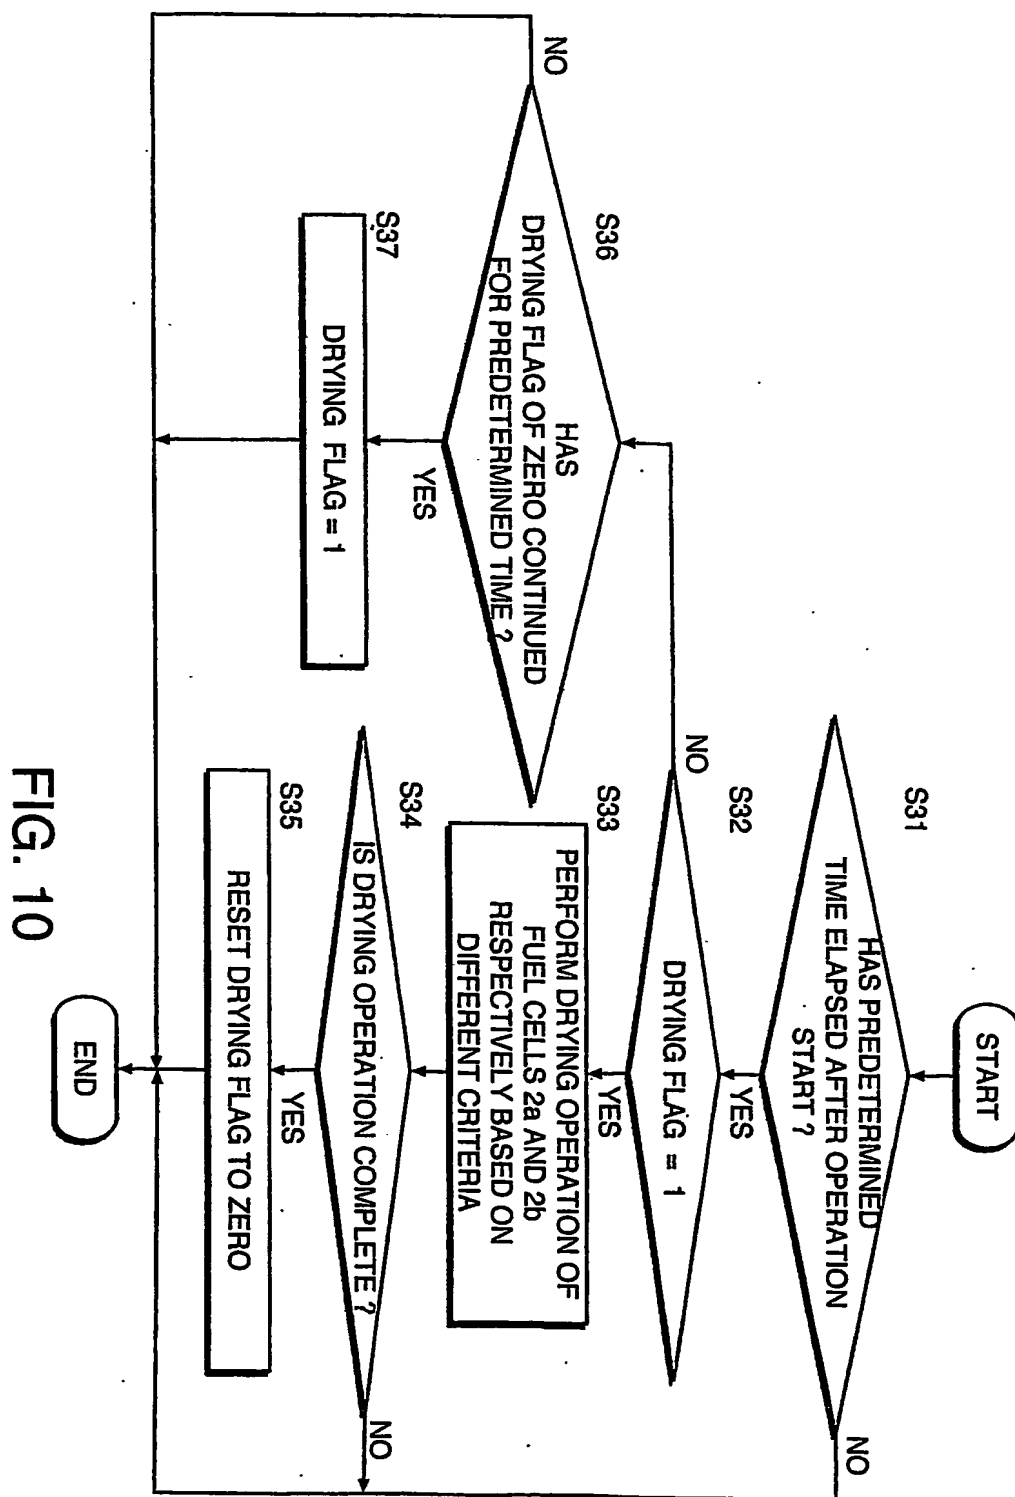 START
S31
HAS PREDETERMINED
TIME ELAPSED AFTER OPERATION
START ?
NO
YES
S32
DRYING FLAG = 1
NO
YES
S33
PERFORM DRYING OPERATION OF
FUEL CELLS 2a AND 2b
RESPECTIVELY BASED ON
DIFFERENT CRITERIA
S34
IS DRYING OPERATION COMPLETE ?
NO
YES
S35
RESET DRYING FLAG TO ZERO
S36
HAS
DRYING FLAG OF ZERO CONTINUED
FOR PREDETERMINED TIME ?
NO
YES
S37
DRYING FLAG = 1
END
FIG. 10